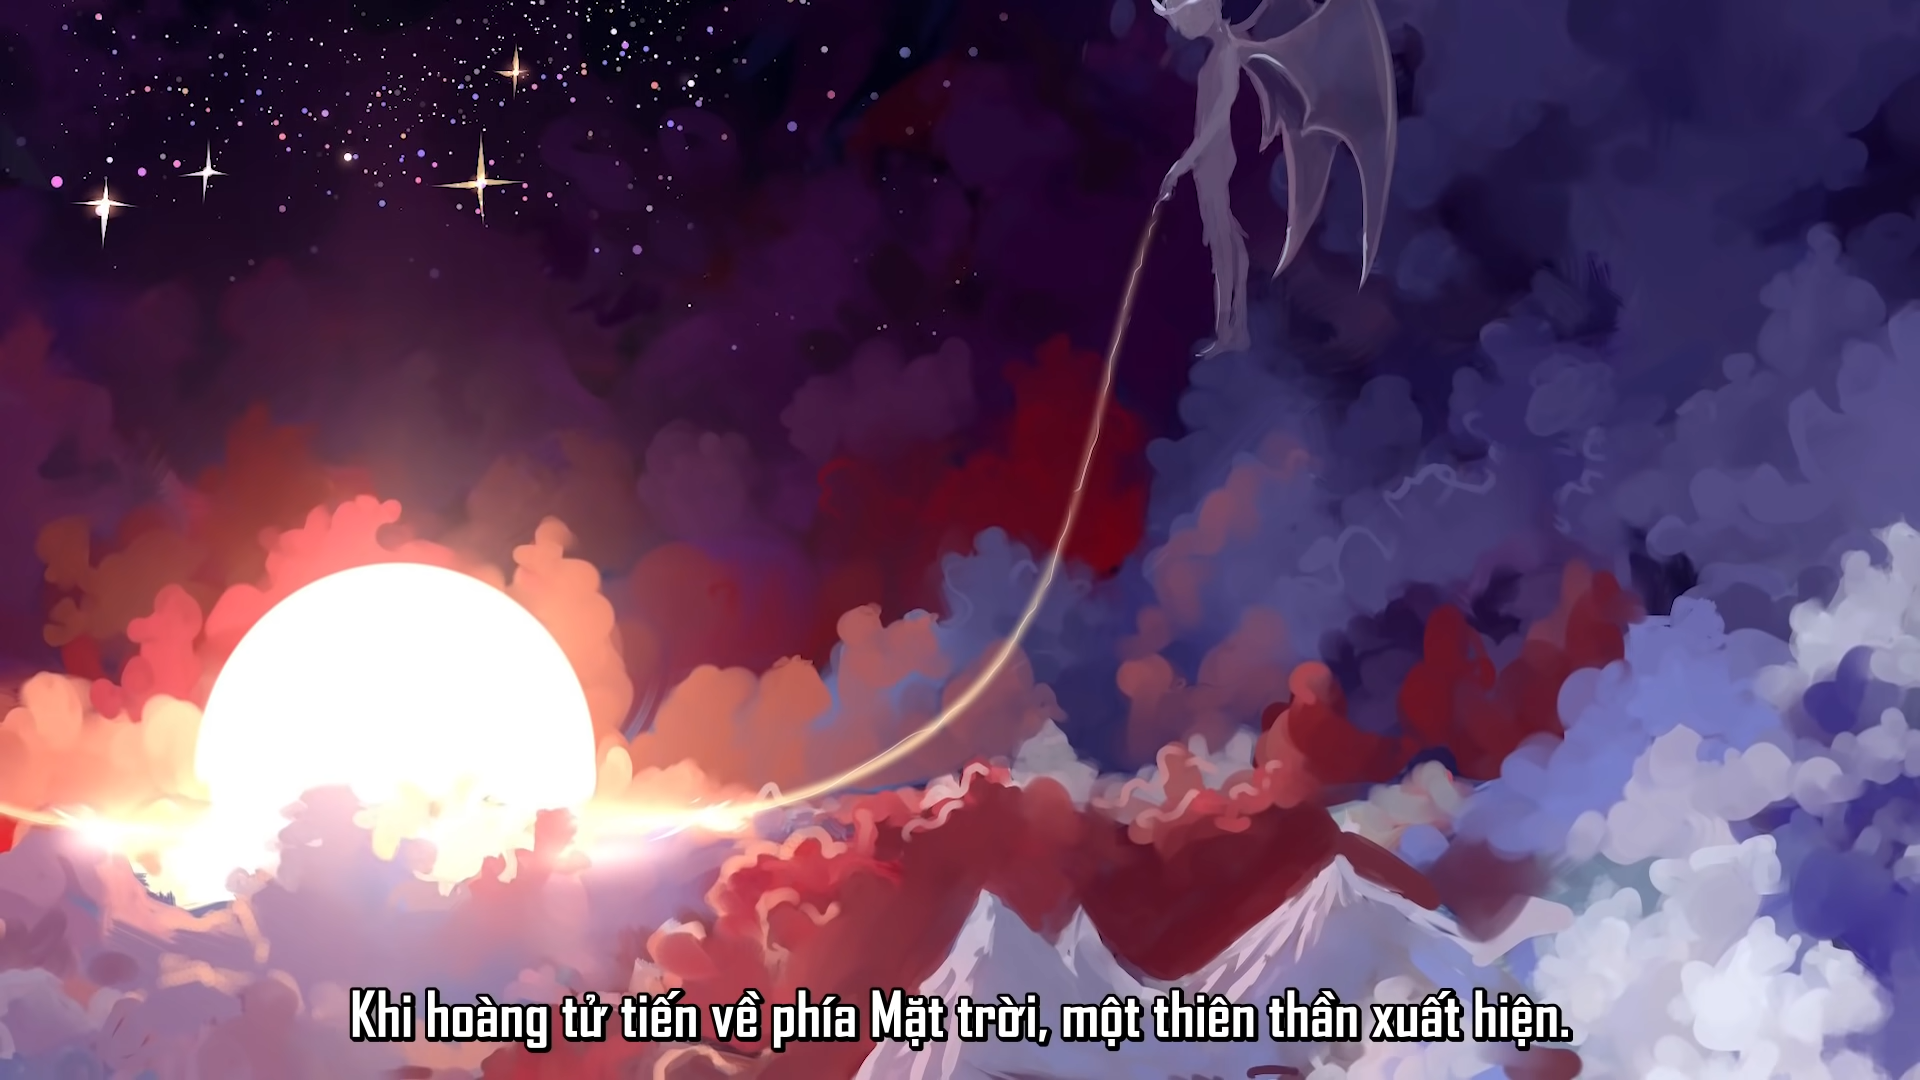 Khi hoàng tử tiến về phía Mặt trời, một thiên thần xuất hiện.